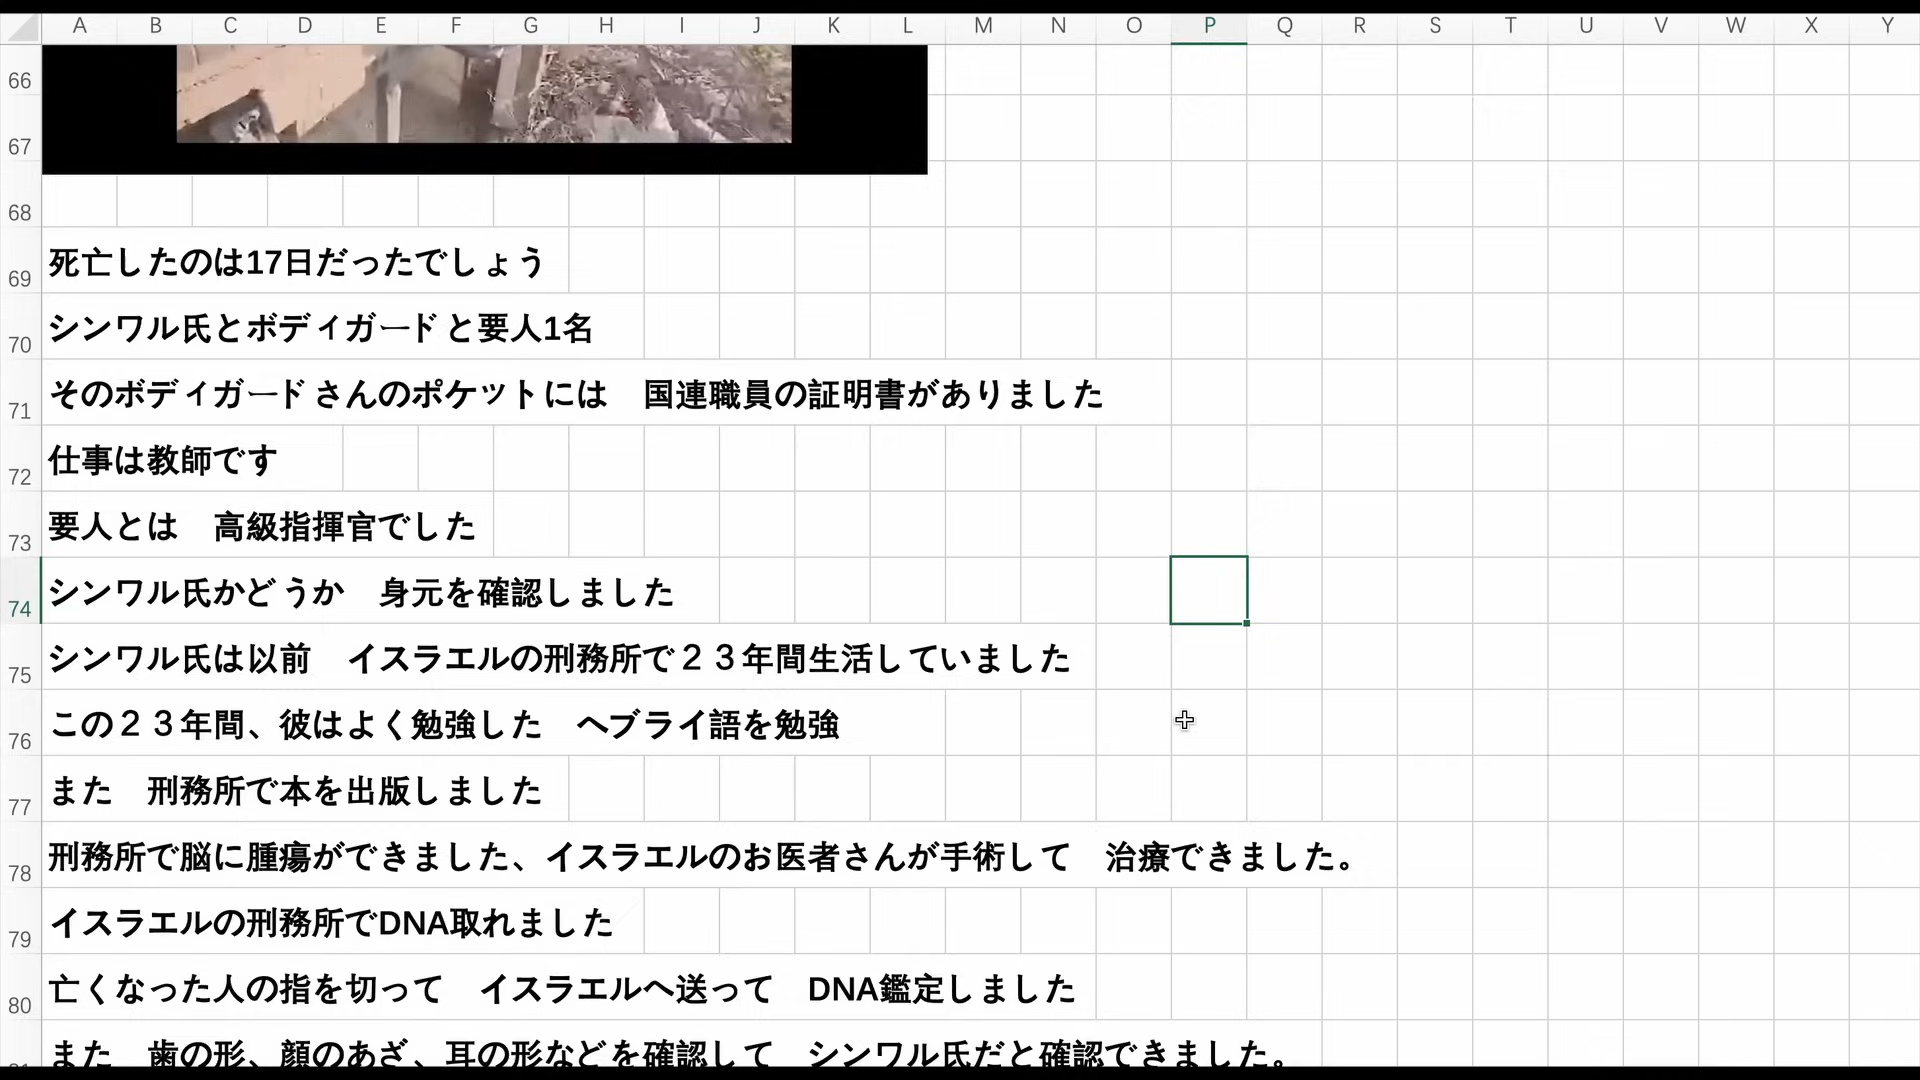 A B C D E F G H I J K L M N O P Q R S T U V W X Y
66
67
68
69 死亡したのは17日だったでしょう
70 シンワル氏とボディガードと要人1名
71 そのボディガードさんのポケットには　国連職員の証明書がありました
72 仕事は教師です
73 要人とは　高級指揮官でした
74 シンワル氏かどうか　身元を確認しました
75 シンワル氏は以前　イスラエルの刑務所で２３年間生活していました
76 この２３年間、彼はよく勉強した　ヘブライ語を勉強
77 また　刑務所で本を出版しました
78 刑務所で脳に腫瘍ができました、イスラエルのお医者さんが手術して　治療できました。
79 イスラエルの刑務所でDNA取れました
80 亡くなった人の指を切って　イスラエルへ送って　DNA鑑定しました
また　歯の形、顔のあざ、耳の形などを確認して　シンワル氏だと確認できました。